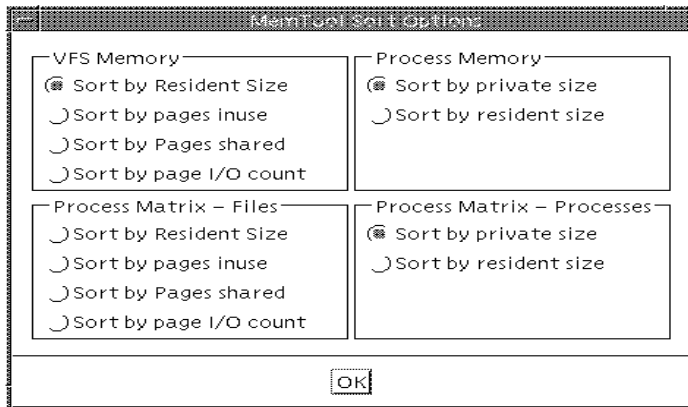 MemTool Sort Options
VFS Memory
Sort by Resident Size
Sort by pages inuse
Sort by Pages shared
Sort by page I/O count
Process Memory
Sort by private size
Sort by resident size
Process Matrix – Files
Sort by Resident Size
Sort by pages inuse
Sort by Pages shared
Sort by page I/O count
Process Matrix – Processes
Sort by private size
Sort by resident size
OK